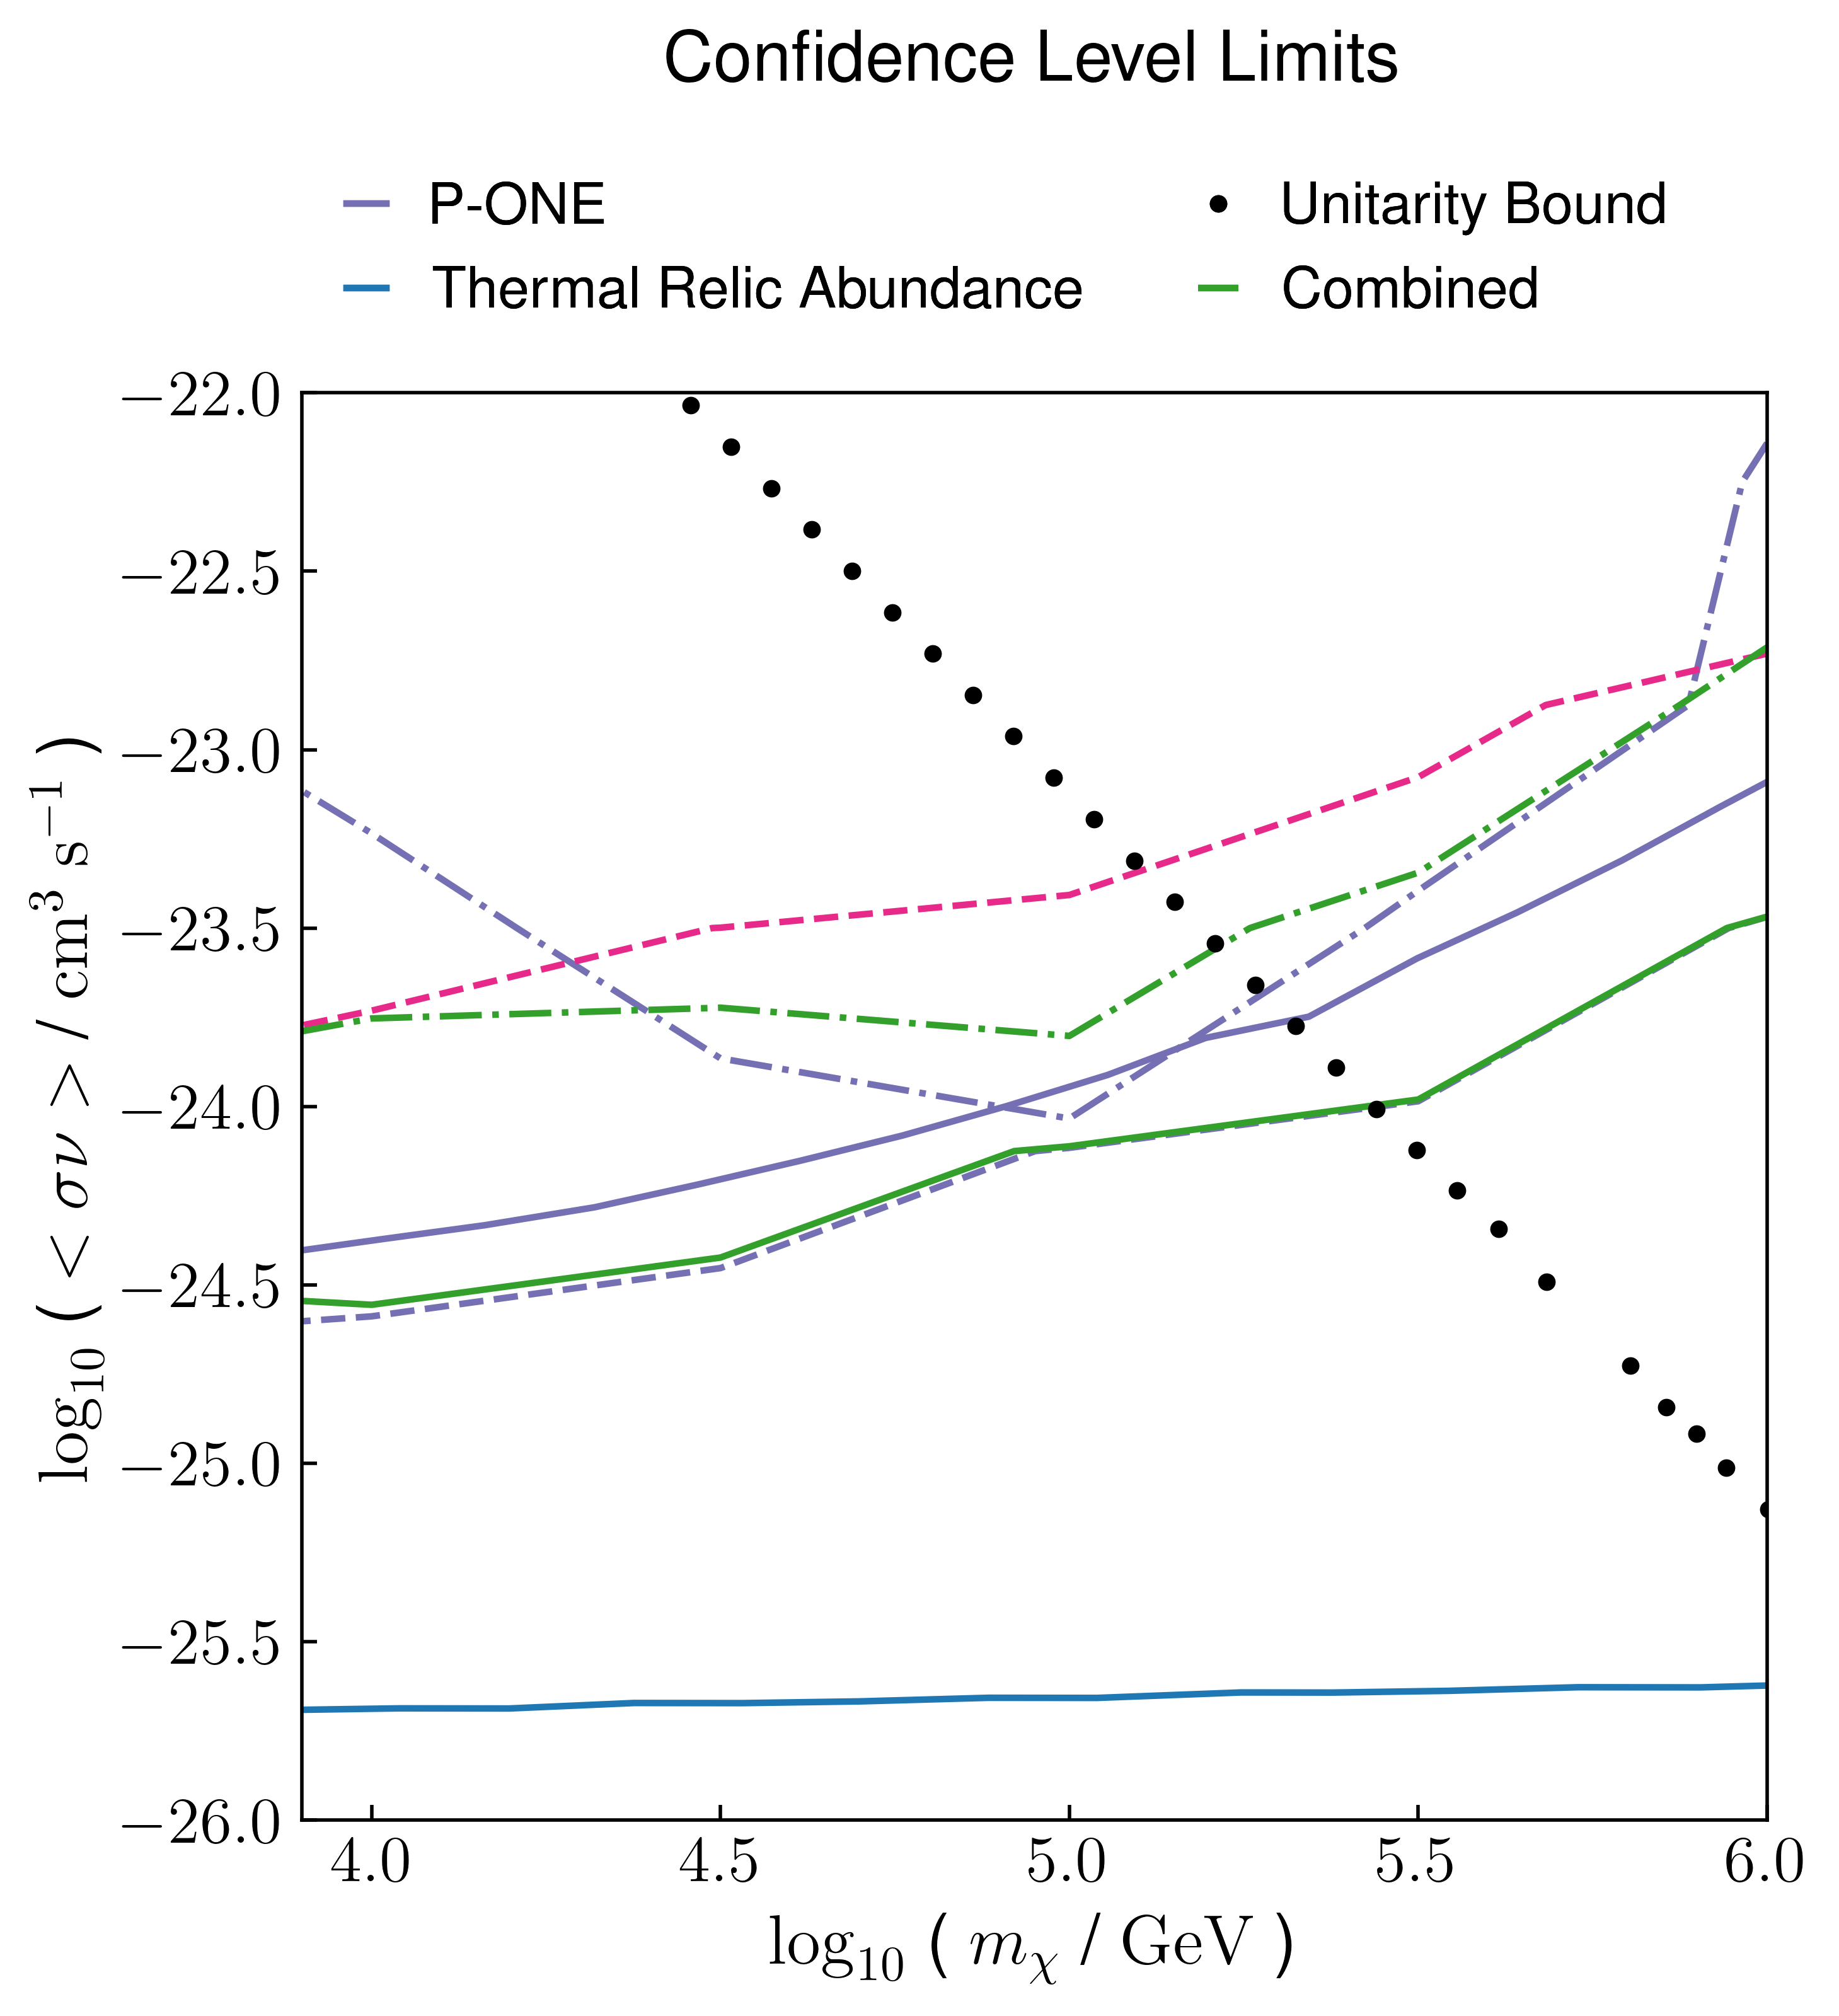 Confidence Level Limits
P-ONE
Unitarity Bound
Thermal Relic Abundance
Combined
−22.0
−22.5
−23.0
−23.5
−24.0
−24.5
−25.0
−25.5
−26.0
log₁₀ ( < σν > / cm³ s⁻¹ )
4.0 4.5 5.0 5.5 6.0
log₁₀ ( mᵪ / GeV )